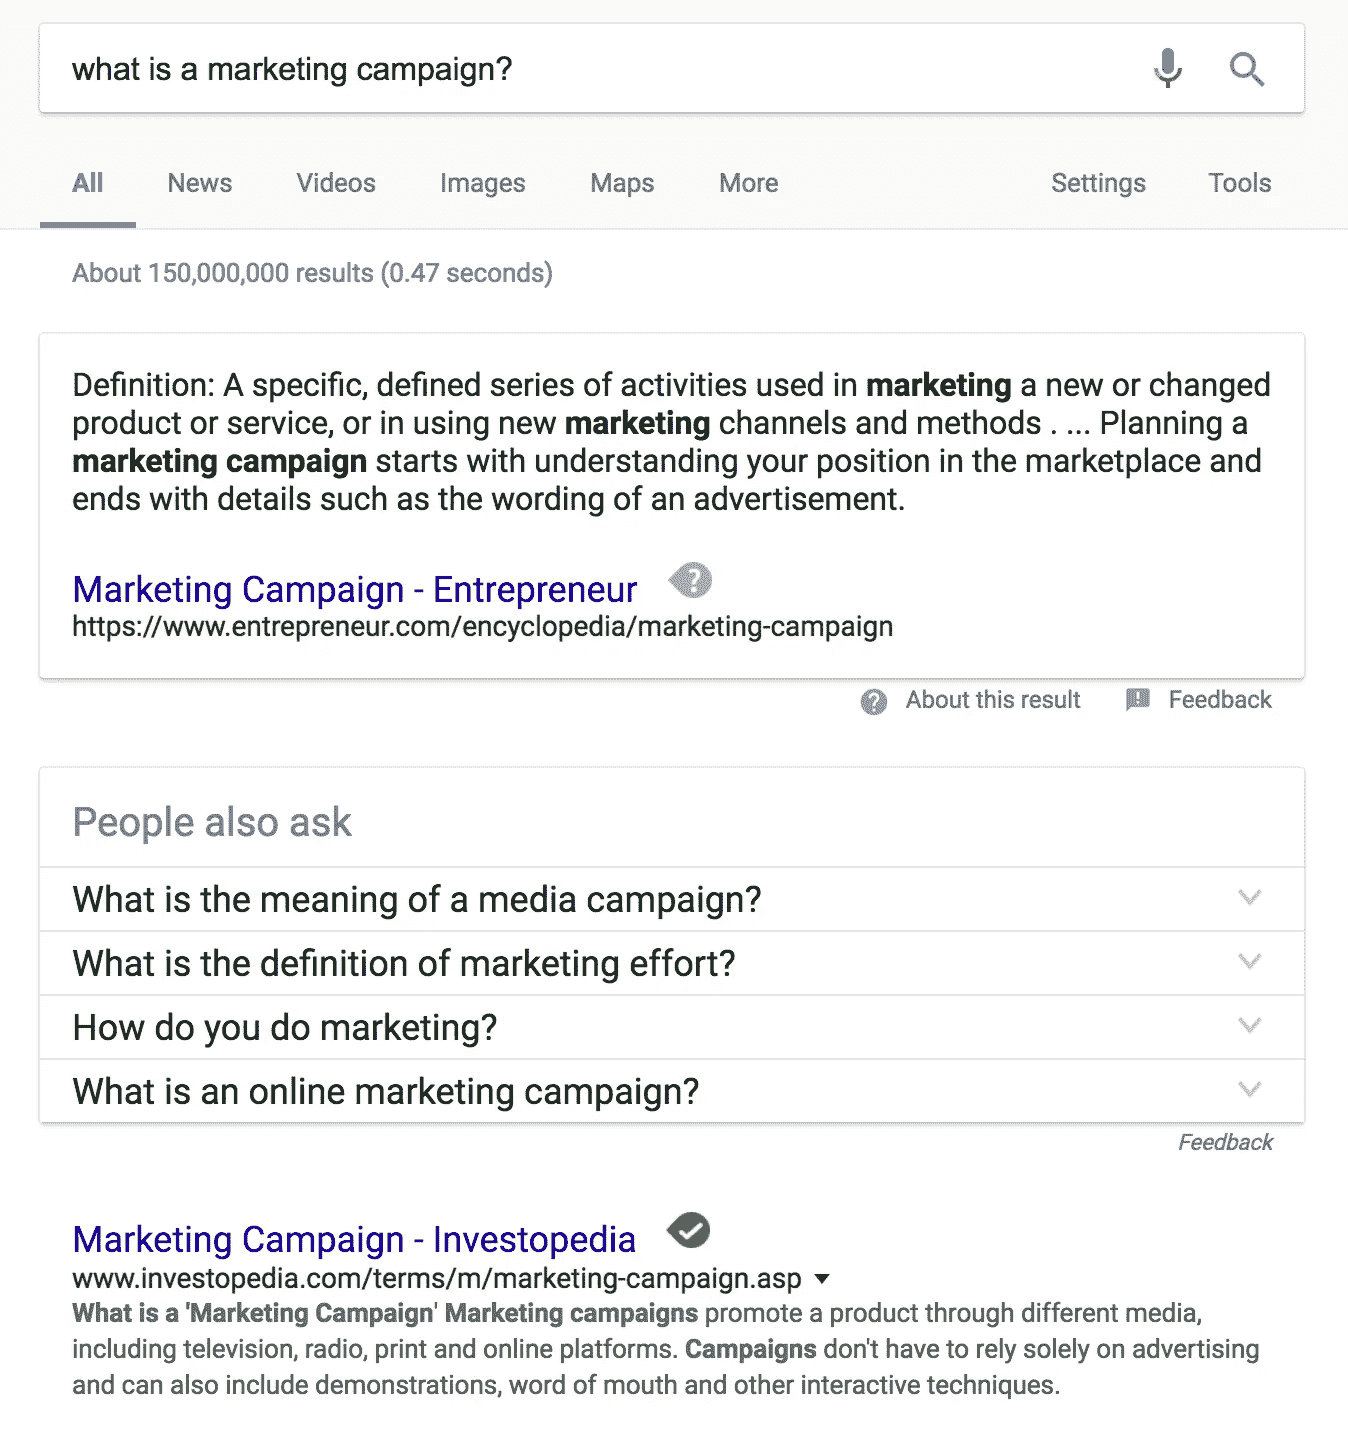 what is a marketing campaign?
All News Videos Images Maps More Settings Tools
About 150,000,000 results (0.47 seconds)
Definition: A specific, defined series of activities used in marketing a new or changed
product or service, or in using new marketing channels and methods . ... Planning a
marketing campaign starts with understanding your position in the marketplace and
ends with details such as the wording of an advertisement.
Marketing Campaign - Entrepreneur
https://www.entrepreneur.com/encyclopedia/marketing-campaign
About this result Feedback
People also ask
What is the meaning of a media campaign?
What is the definition of marketing effort?
How do you do marketing?
What is an online marketing campaign?
Feedback
Marketing Campaign - Investopedia
www.investopedia.com/terms/m/marketing-campaign.asp
What is a 'Marketing Campaign' Marketing campaigns promote a product through different media,
including television, radio, print and online platforms. Campaigns don't have to rely solely on advertising
and can also include demonstrations, word of mouth and other interactive techniques.